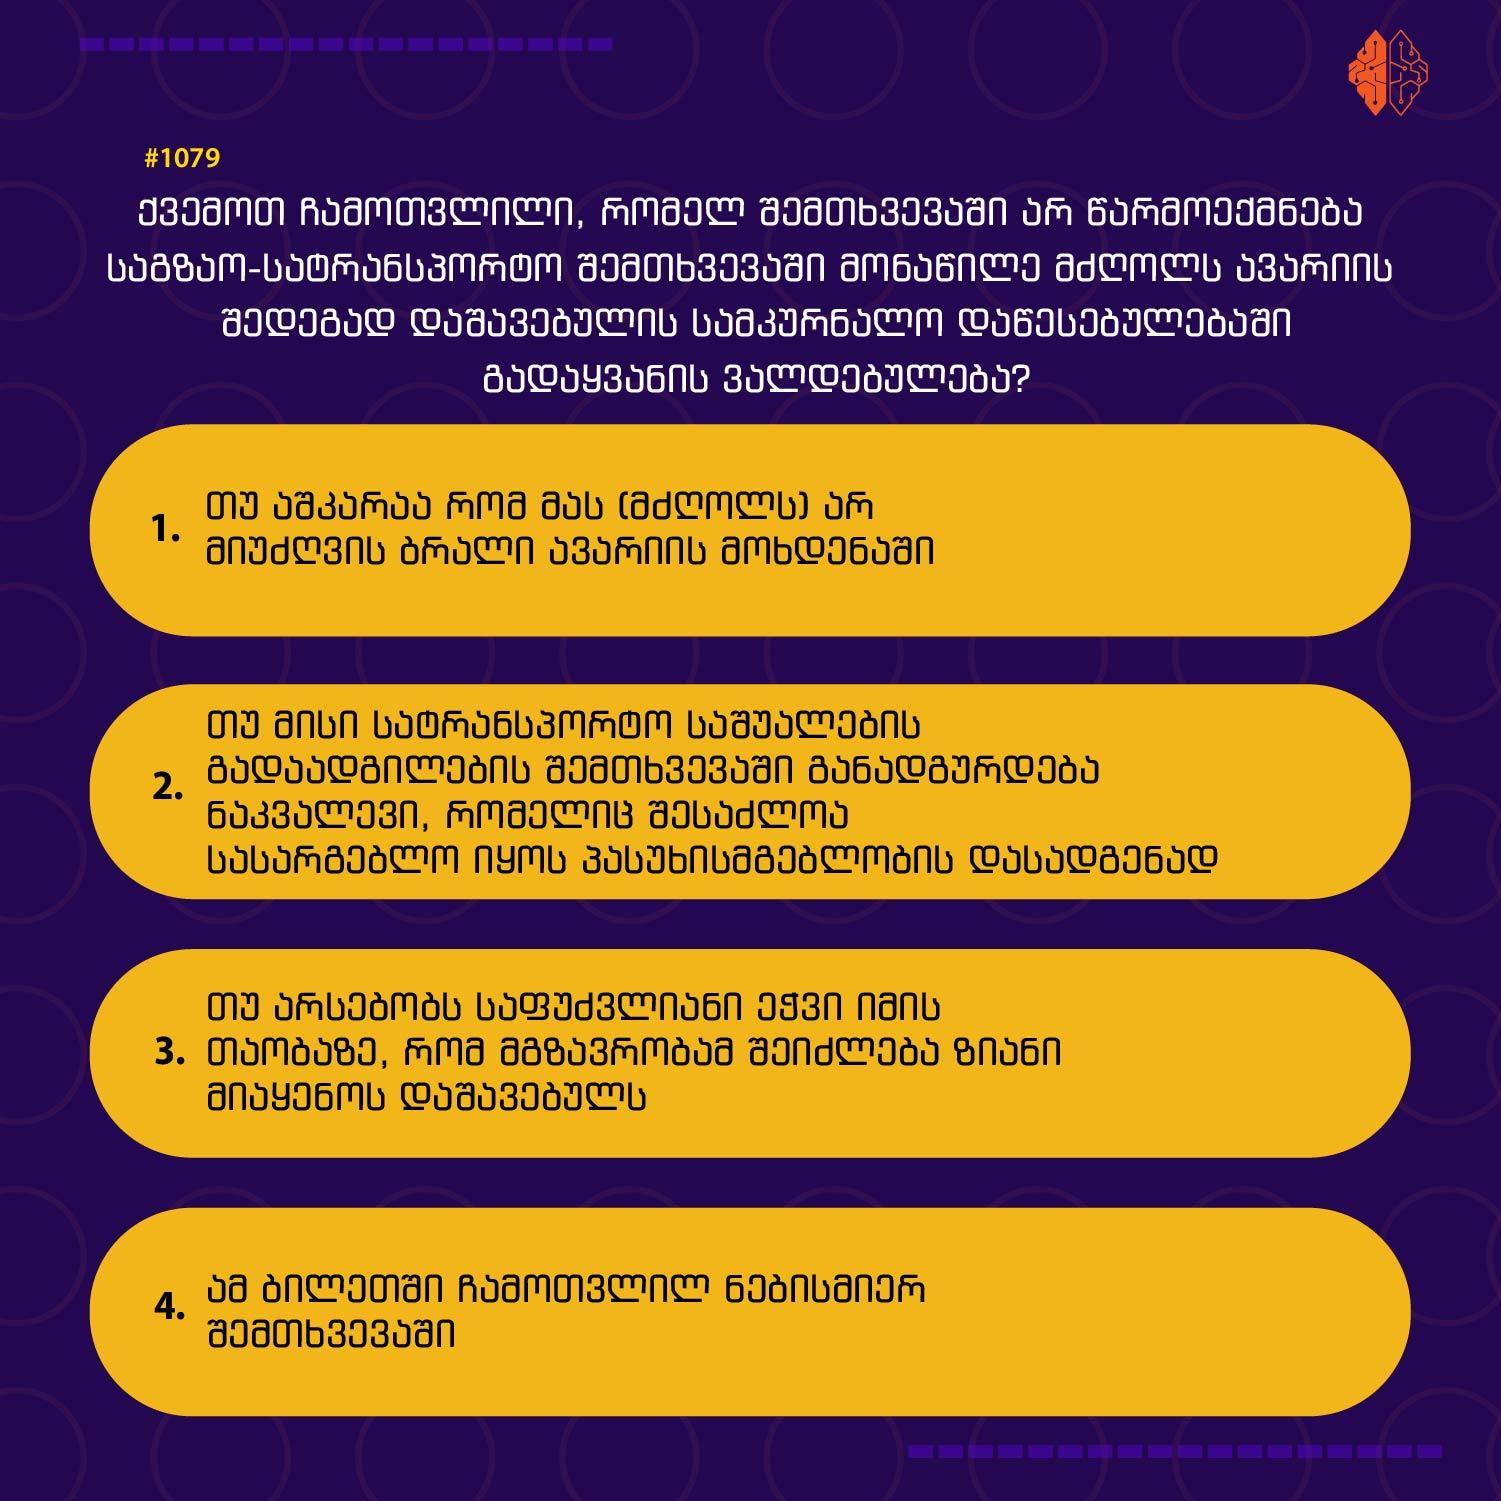 #1079
ქვემოთ ჩამოთვლილი, რომელ შემთხვევაში არ წარმოექმნება
საგზაო-სატრანსპორტო შემთხვევაში მონაწილე მძღოლს ავარიის
შედეგად დაშავებულის სამკურნალო დაწესებულებაში
გადაყვანის ვალდებულება?
1. თუ აშკარაა რომ მას (მძღოლს) არ
მიუძღვის ბრალი ავარიის მოხდენაში
2. თუ მისი სატრანსპორტო საშუალების
გადაადგილების შემთხვევაში განადგურდება
ნაკვალევი, რომელიც შესაძლოა
სასარგებლო იყოს პასუხისმგებლობის დასადგენად
3. თუ არსებობს საფუძვლიანი ეჭვი იმის
თაობაზე, რომ მგზავრობამ შეიძლება ზიანი
მიაყენოს დაშავებულს
4. ამ ბილეთში ჩამოთვლილ ნებისმიერ
შემთხვევაში